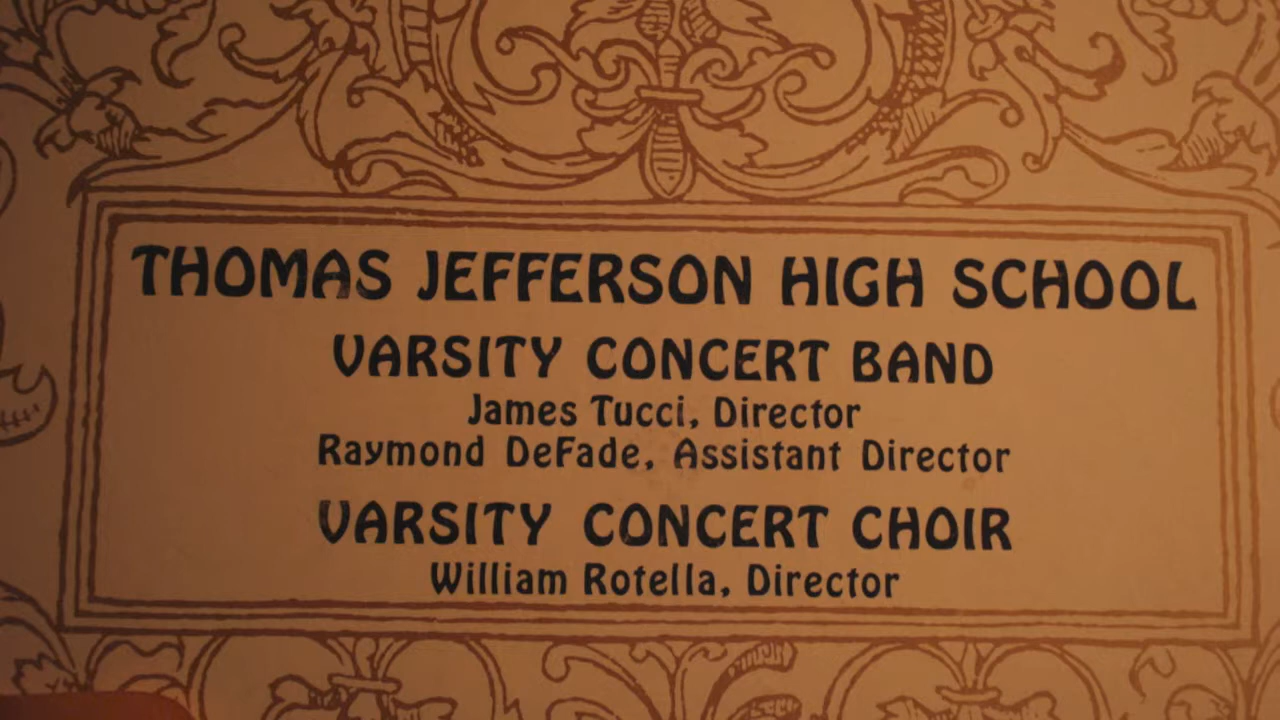 THOMAS JEFFERSON HIGH SCHOOL
VARSITY CONCERT BAND
James Tucci, Director
Raymond DeFade, Assistant Director
VARSITY CONCERT CHOIR
William Rotella, Director